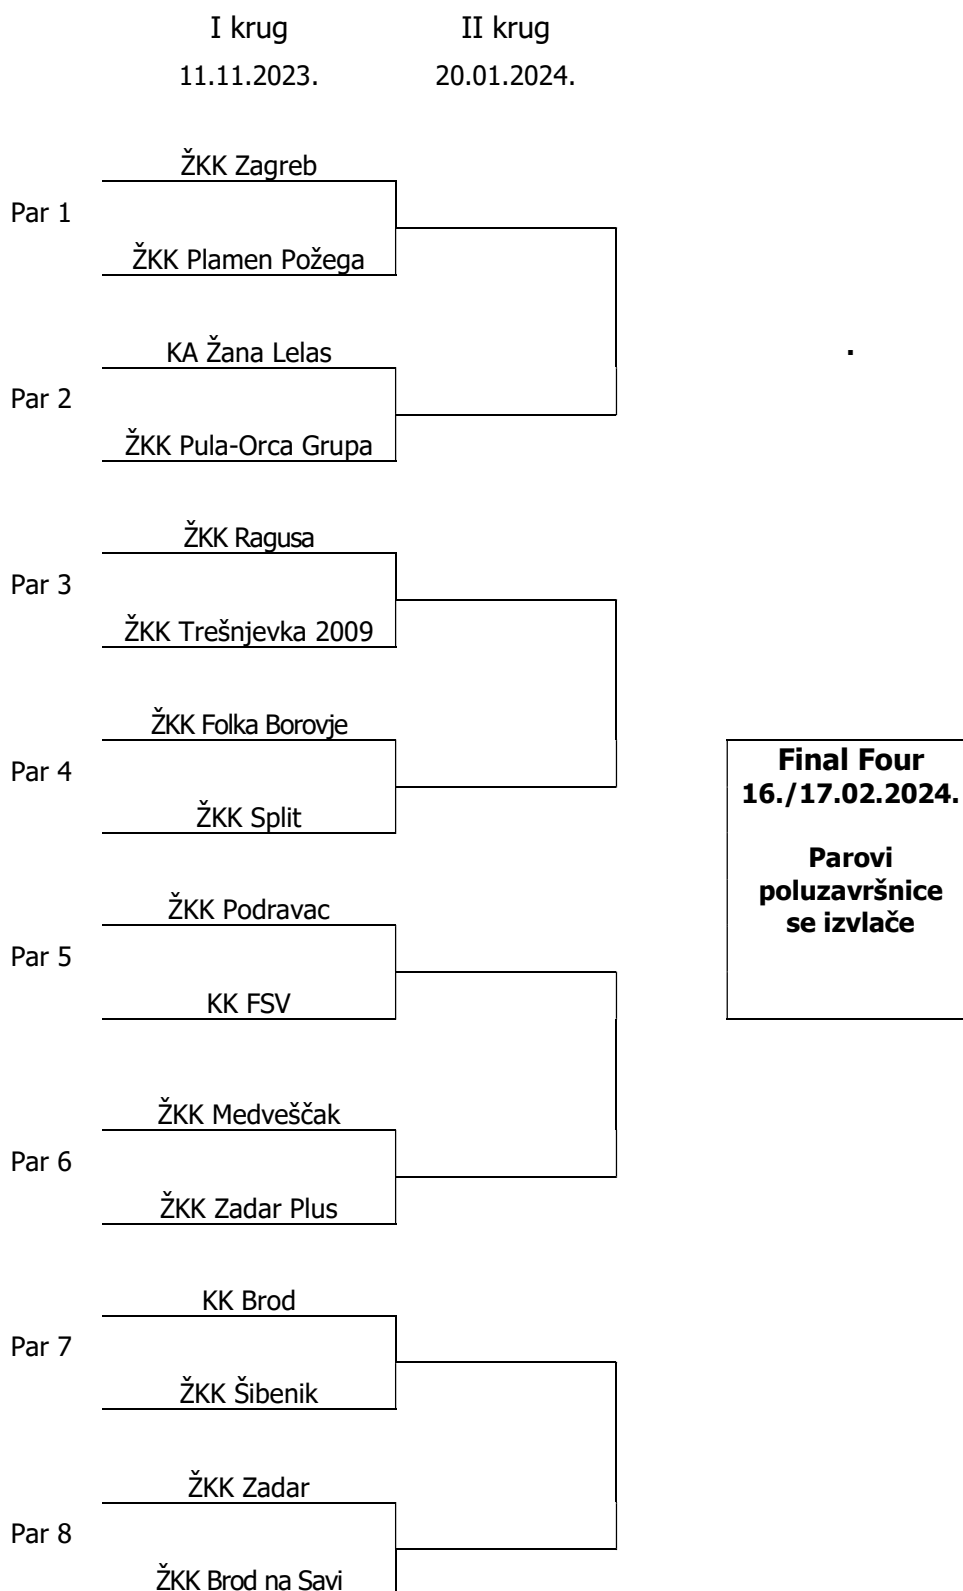 I krug II krug
11.11.2023. 20.01.2024.
ŽKK Zagreb
Par 1
ŽKK Plamen Požega
KA Žana Lelas
.
Par 2
ŽKK Pula-Orca Grupa
ŽKK Ragusa
Par 3
ŽKK Trešnjevka 2009
ŽKK Folka Borovje
Par 4
ŽKK Split
Final Four
16./17.02.2024.
Parovi
poluzavršnice
se izvlače
ŽKK Podravac
Par 5
KK FSV
ŽKK Medveščak
Par 6
ŽKK Zadar Plus
KK Brod
Par 7
ŽKK Šibenik
ŽKK Zadar
Par 8
ŽKK Brod na Savi